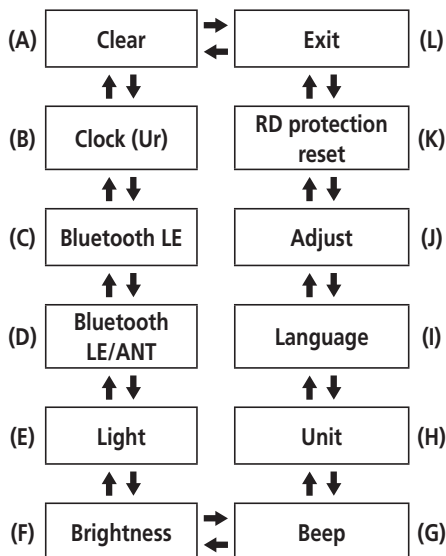 (A) Clear Exit (L)
(B) Clock (Ur) RD protection reset (K)
(C) Bluetooth LE Adjust (J)
(D) Bluetooth LE/ANT Language (I)
(E) Light Unit (H)
(F) Brightness Beep (G)